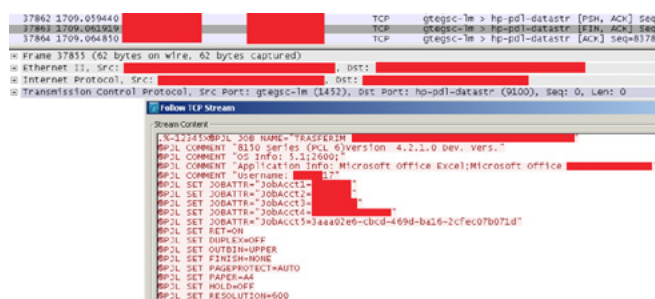 37862 1709.059440 TCP gtegsc-lm > hp-pdl-datastr [PSH, ACK] Seq
37863 1709.061919 TCP gtegsc-lm > hp-pdl-datastr [FIN, ACK] Seq
37864 1709.064850 TCP gtegsc-lm > hp-pdl-datastr [ACK] Seq=8378
Frame 37855 (62 bytes on wire, 62 bytes captured)
Ethernet II, Src: , Dst:
Internet Protocol, Src: , Dst:
Transmission Control Protocol, Src Port: gtegsc-lm (1452), Dst Port: hp-pdl-datastr (9100), Seq: 0, Len: 0
Follow TCP Stream
Stream Content
.%-12345X@PJL JOB NAME="TRASFERIM
@PJL COMMENT "8150 Series (PCL 6)Version 4.2.1.0 Dev. Vers."
@PJL COMMENT "OS Info: 5.1;2600;"
@PJL COMMENT "Application Info: Microsoft Office Excel;Microsoft Office "
@PJL COMMENT "Username: 17"
@PJL SET JOBATTR="JobAcct1= "
@PJL SET JOBATTR="JobAcct2= "
@PJL SET JOBATTR="JobAcct3= "
@PJL SET JOBATTR="JobAcct4= "
@PJL SET JOBATTR="JobAcct5=3aaa02e6-cbcd-469d-ba16-2cfec07b071d"
@PJL SET RET=ON
@PJL SET DUPLEX=OFF
@PJL SET OUTBIN=UPPER
@PJL SET FINISH=NONE
@PJL SET PAGEPROTECT=AUTO
@PJL SET PAPER=A4
@PJL SET HOLD=OFF
@PJL SET RESOLUTION=600